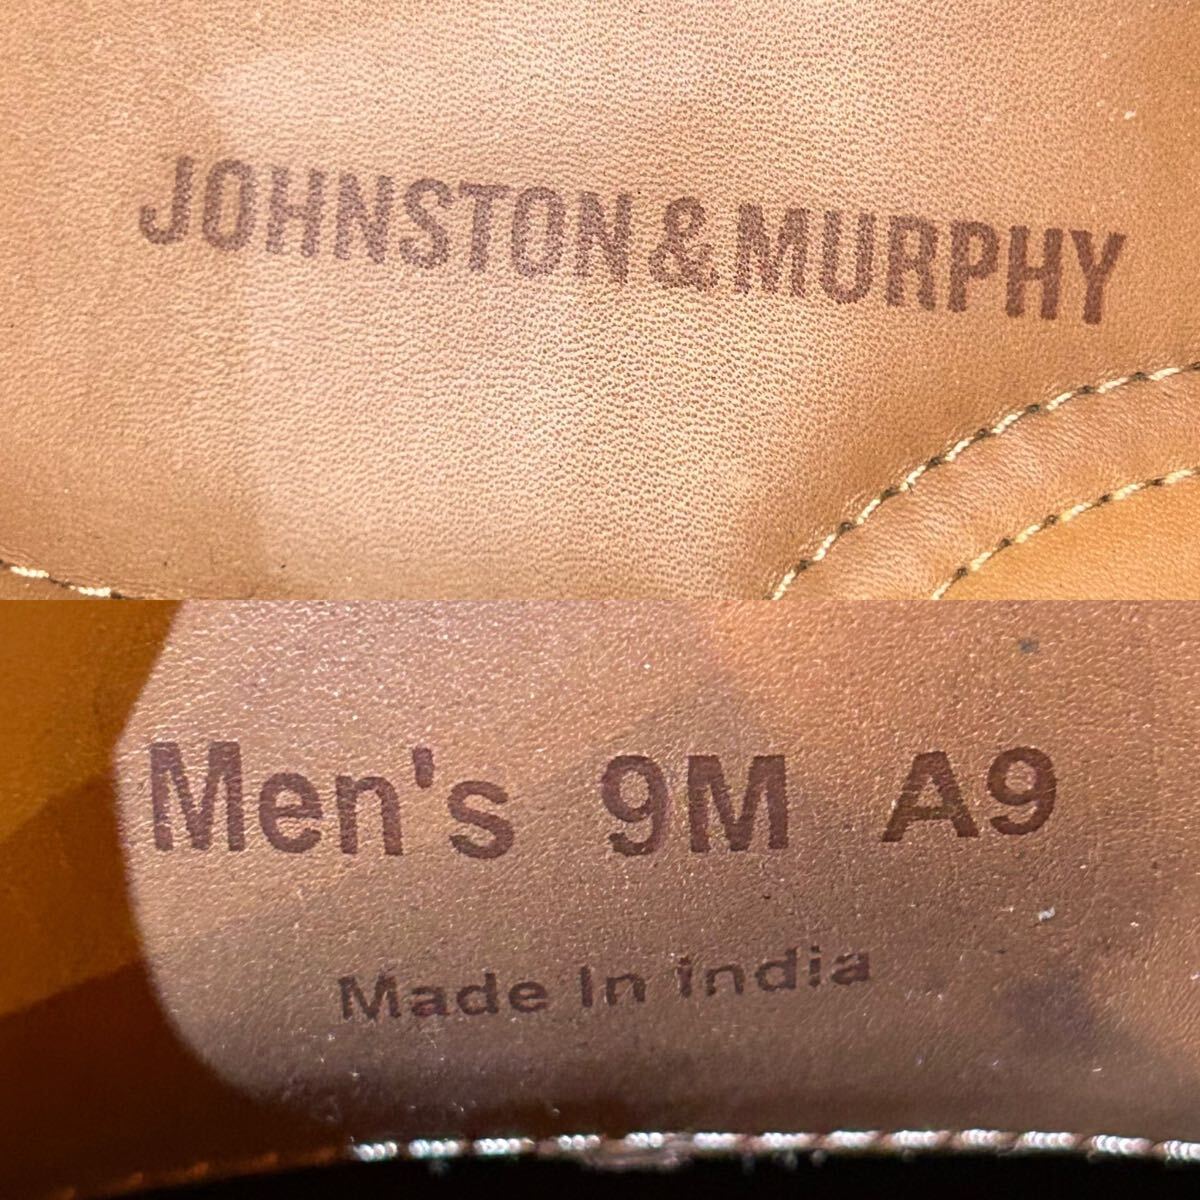 JOHNSTON & MURPHY
Men's 9M A9
Made In india